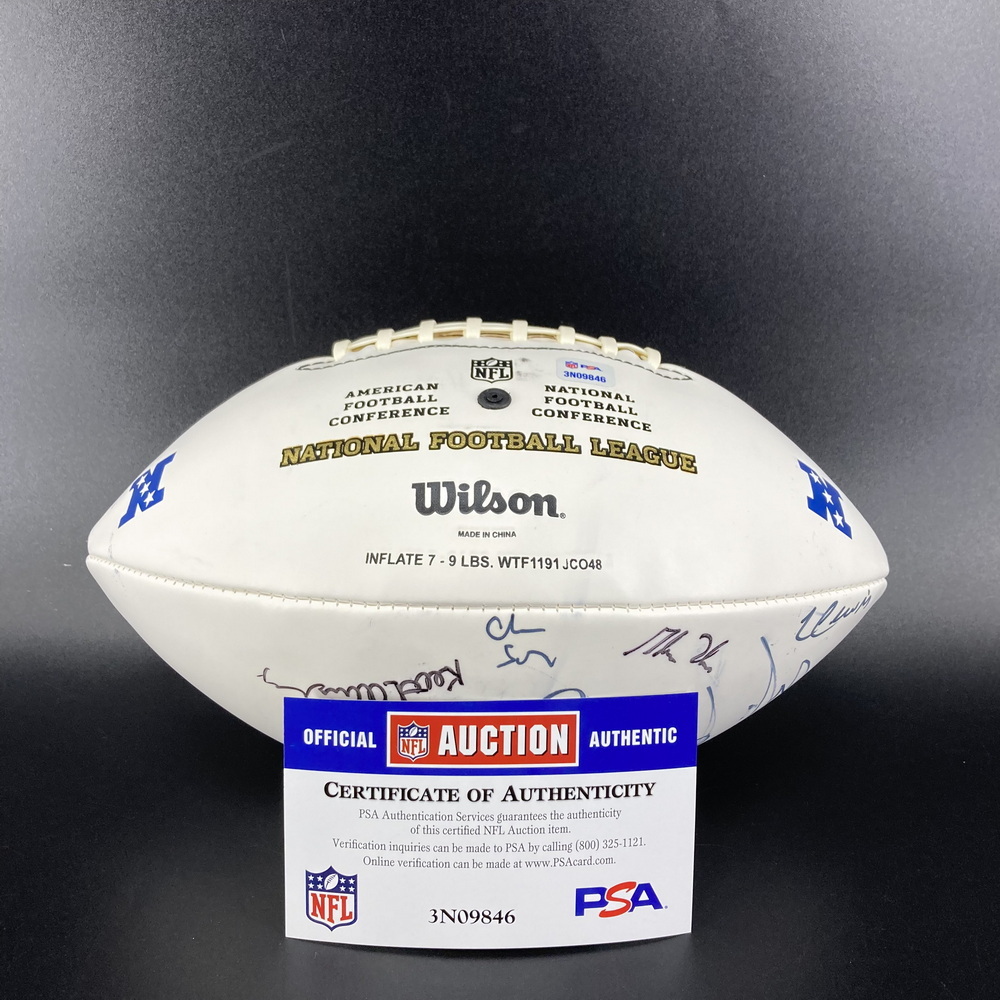 NFL
3N09846
AMERICAN
FOOTBALL
CONFERENCE
NATIONAL
FOOTBALL
CONFERENCE
NATIONAL FOOTBALL LEAGUE
Wilson®
MADE IN CHINA
INFLATE 7 - 9 LBS. WTF1191 JCO48
OFFICIAL NFL AUCTION AUTHENTIC
CERTIFICATE OF AUTHENTICITY
PSA Authentication Services guarantees the authenticity
of this certified NFL Auction item.
Verification inquiries can be made to PSA by calling (800) 325-1121.
Online verification can be made at www.PSAcard.com.
NFL
3N09846
PSA